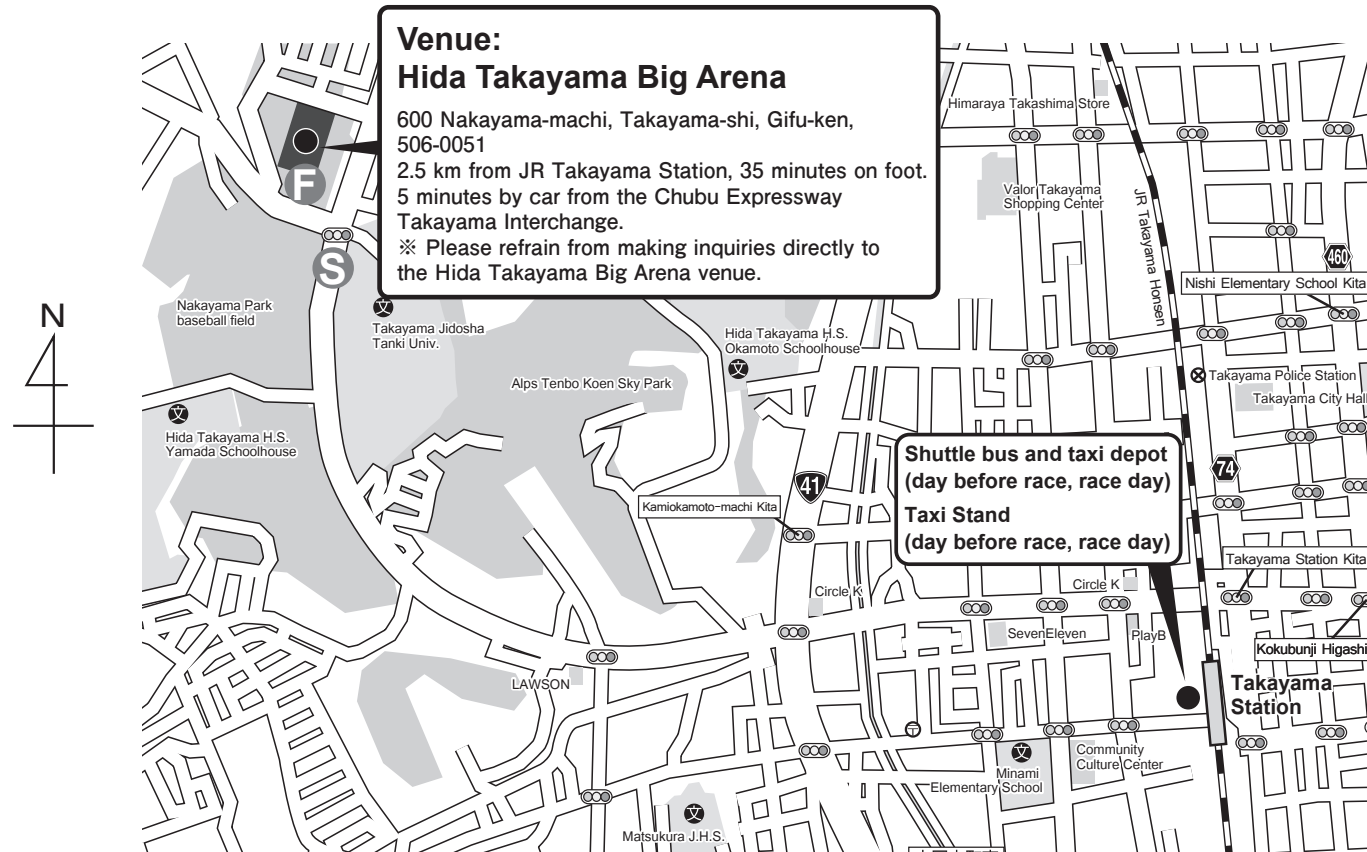 Venue:
Hida Takayama Big Arena
600 Nakayama-machi, Takayama-shi, Gifu-ken,
506-0051
2.5 km from JR Takayama Station, 35 minutes on foot.
5 minutes by car from the Chubu Expressway
Takayama Interchange.
※ Please refrain from making inquiries directly to
the Hida Takayama Big Arena venue.
F
S
N
Himaraya Takashima Store
Valor Takayama
Shopping Center
JR Takayama Honsen
460
Nishi Elementary School Kita
Nakayama Park
baseball field
文
Takayama Jidosha
Tanki Univ.
Hida Takayama H.S.
Okamoto Schoolhouse
文
Alps Tenbo Koen Sky Park
Takayama Police Station
Takayama City Hall
文
Hida Takayama H.S.
Yamada Schoolhouse
Shuttle bus and taxi depot
(day before race, race day)
Taxi Stand
(day before race, race day)
74
41
Kamiokamoto-machi Kita
Takayama Station Kita
Circle K
Circle K
SevenEleven
PlayB
Kokubunji Higashi
LAWSON
Takayama
Station
〒
文
Minami
Elementary School
Community
Culture Center
文
Matsukura J.H.S.